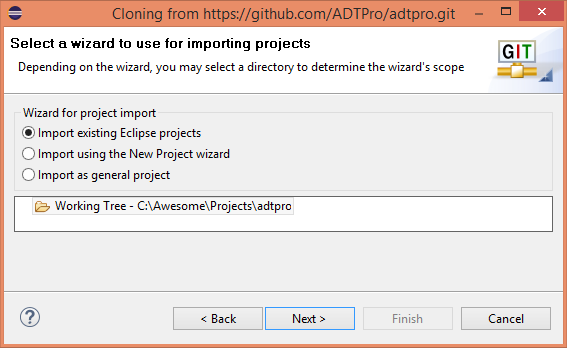 Cloning from https://github.com/ADTPro/adtpro.git
Select a wizard to use for importing projects
Depending on the wizard, you may select a directory to determine the wizard's scope
GIT
Wizard for project import
Import existing Eclipse projects
Import using the New Project wizard
Import as general project
Working Tree - C:\Awesome\Projects\adtpro
?
< Back
Next >
Finish
Cancel